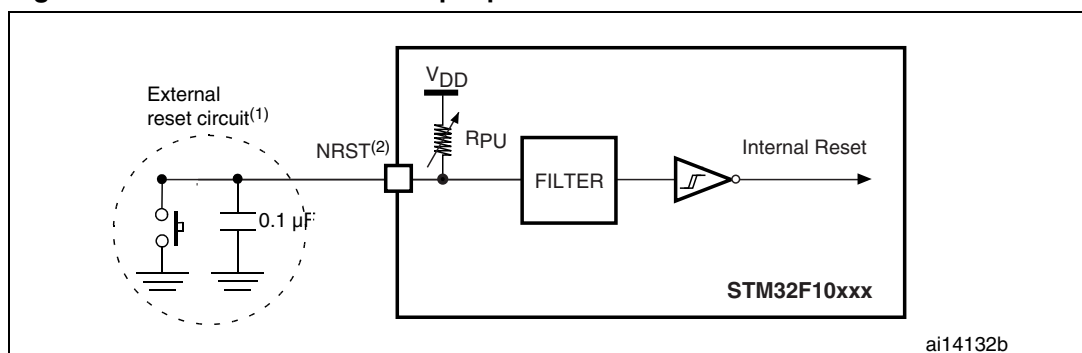 VDD
External
reset circuit(1)
NRST(2)
RPU
Internal Reset
FILTER
0.1 µF
STM32F10xxx
ai14132b